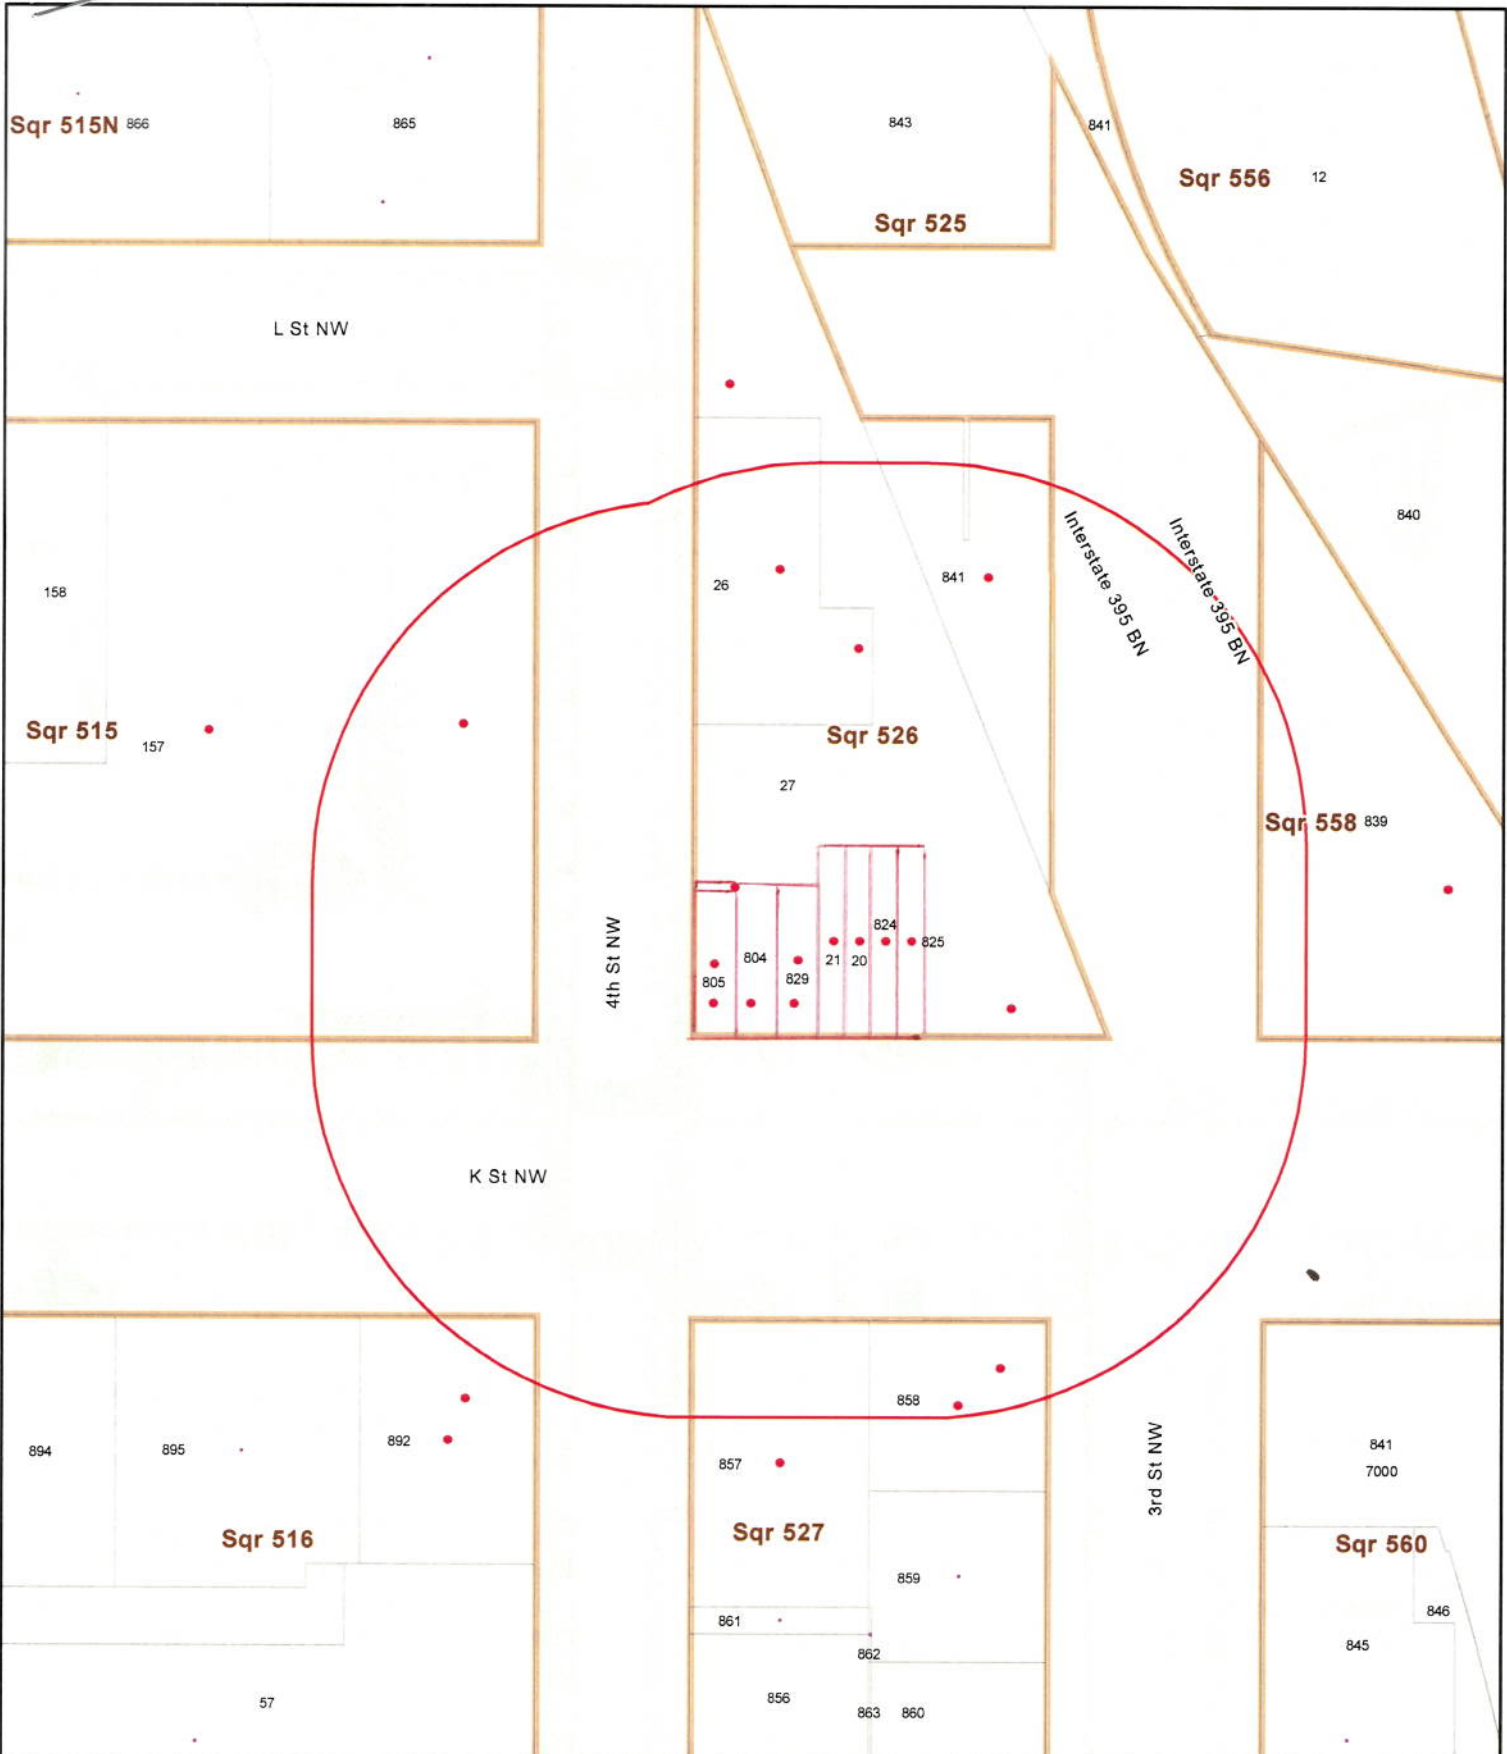 Sqr 515N 866
865
843
841
Sqr 556 12
Sqr 525
L St NW
840
Interstate 395 BN
Interstate 395 BN
158
26
841
Sqr 515
157
Sqr 526
27
Sqr 558 839
4th St NW
824
825
804
21
20
805
829
K St NW
858
894
895
892
857
3rd St NW
841
7000
Sqr 516
Sqr 527
Sqr 560
859
861
846
862
845
57
856
863
860